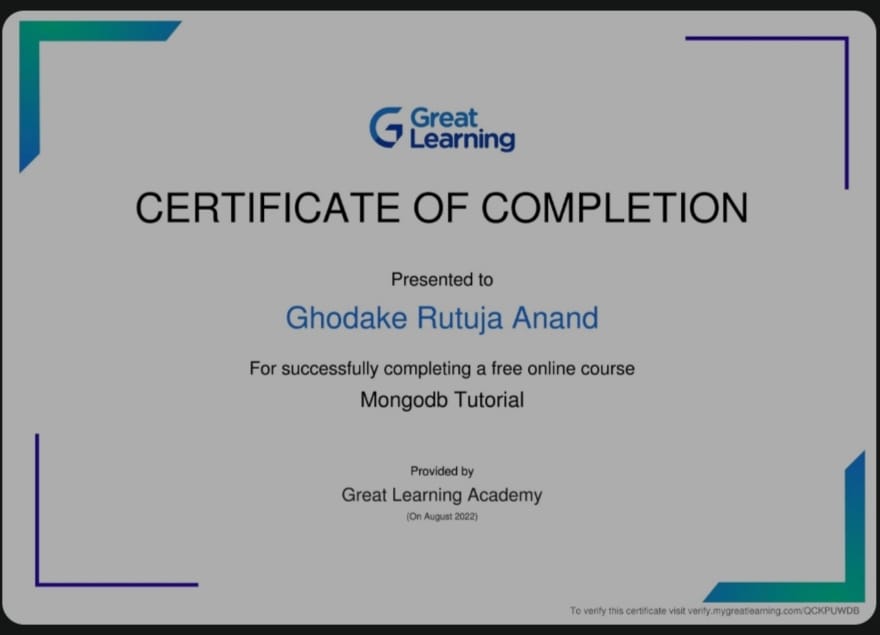 Great
Learning
CERTIFICATE OF COMPLETION
Presented to
Ghodake Rutuja Anand
For successfully completing a free online course
Mongodb Tutorial
Provided by
Great Learning Academy
(On August 2022)
To verify this certificate visit verify.mygreatlearning.com/QCKPUWDB